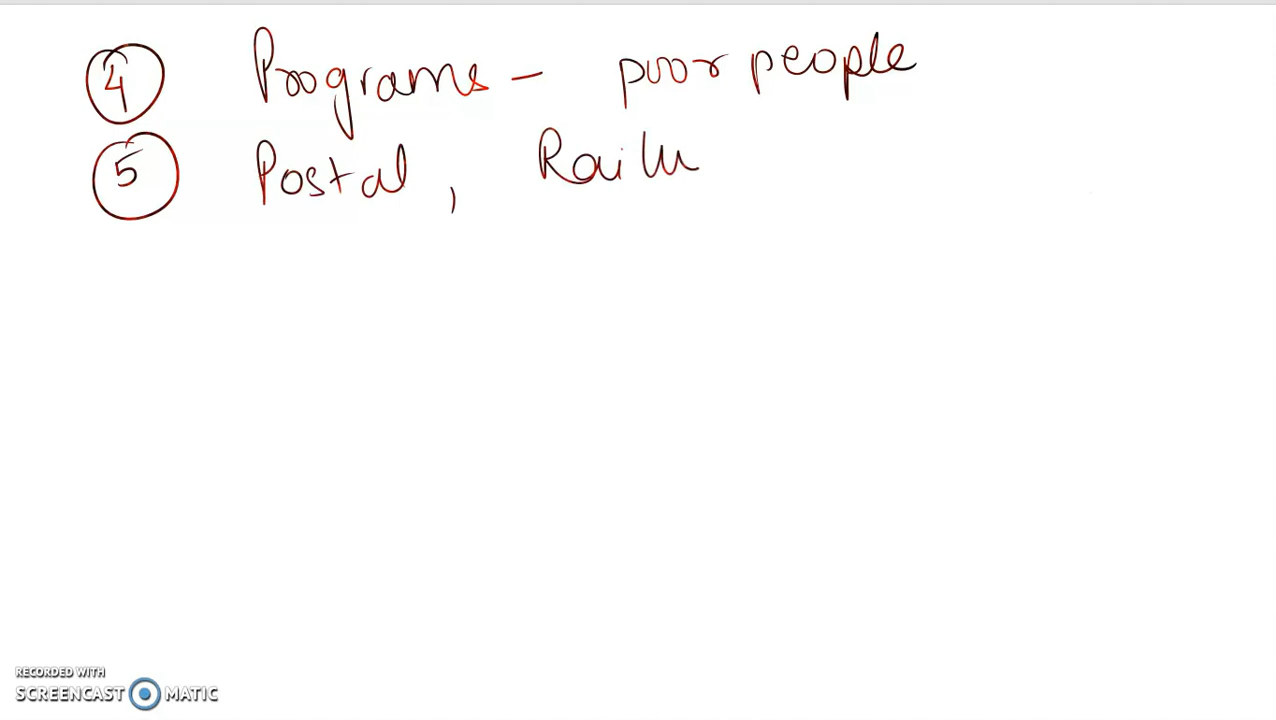 4 Programs - poor people
5 Postal, Railw
RECORDED WITH
SCREENCAST MATIC